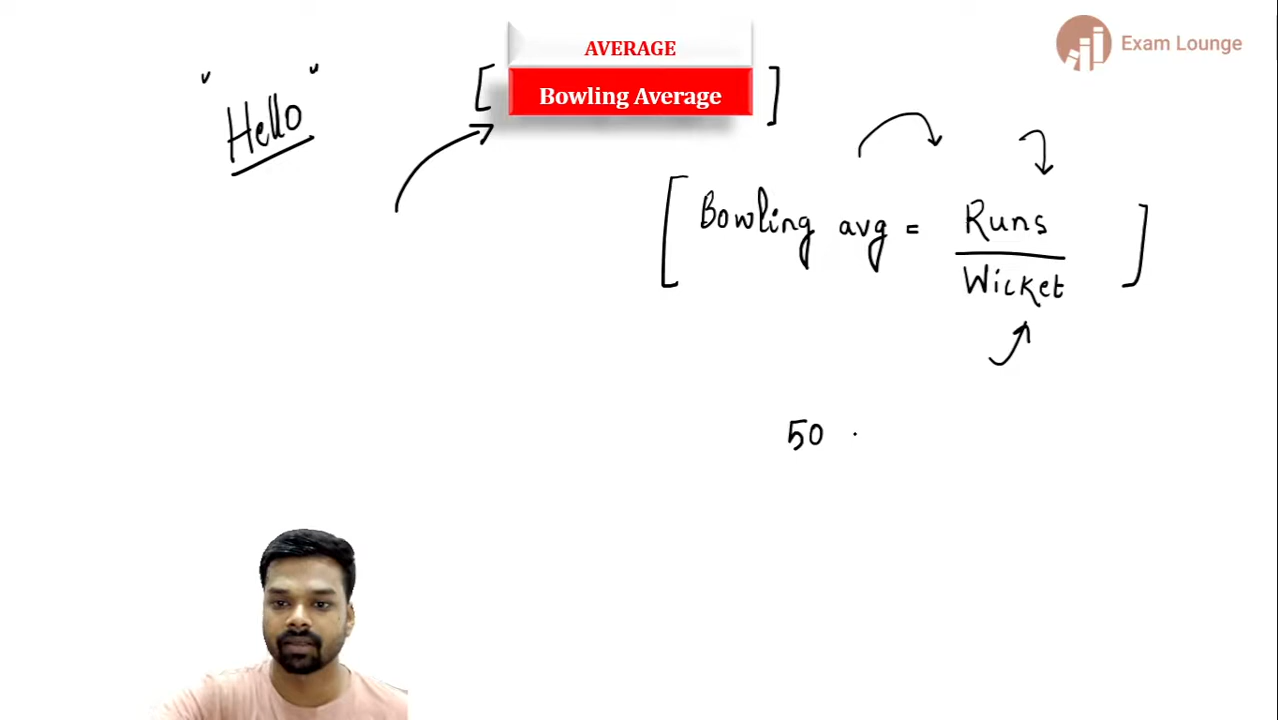 AVERAGE
Bowling Average
Exam Lounge
"Hello"
Bowling avg = Runs
Wicket
50